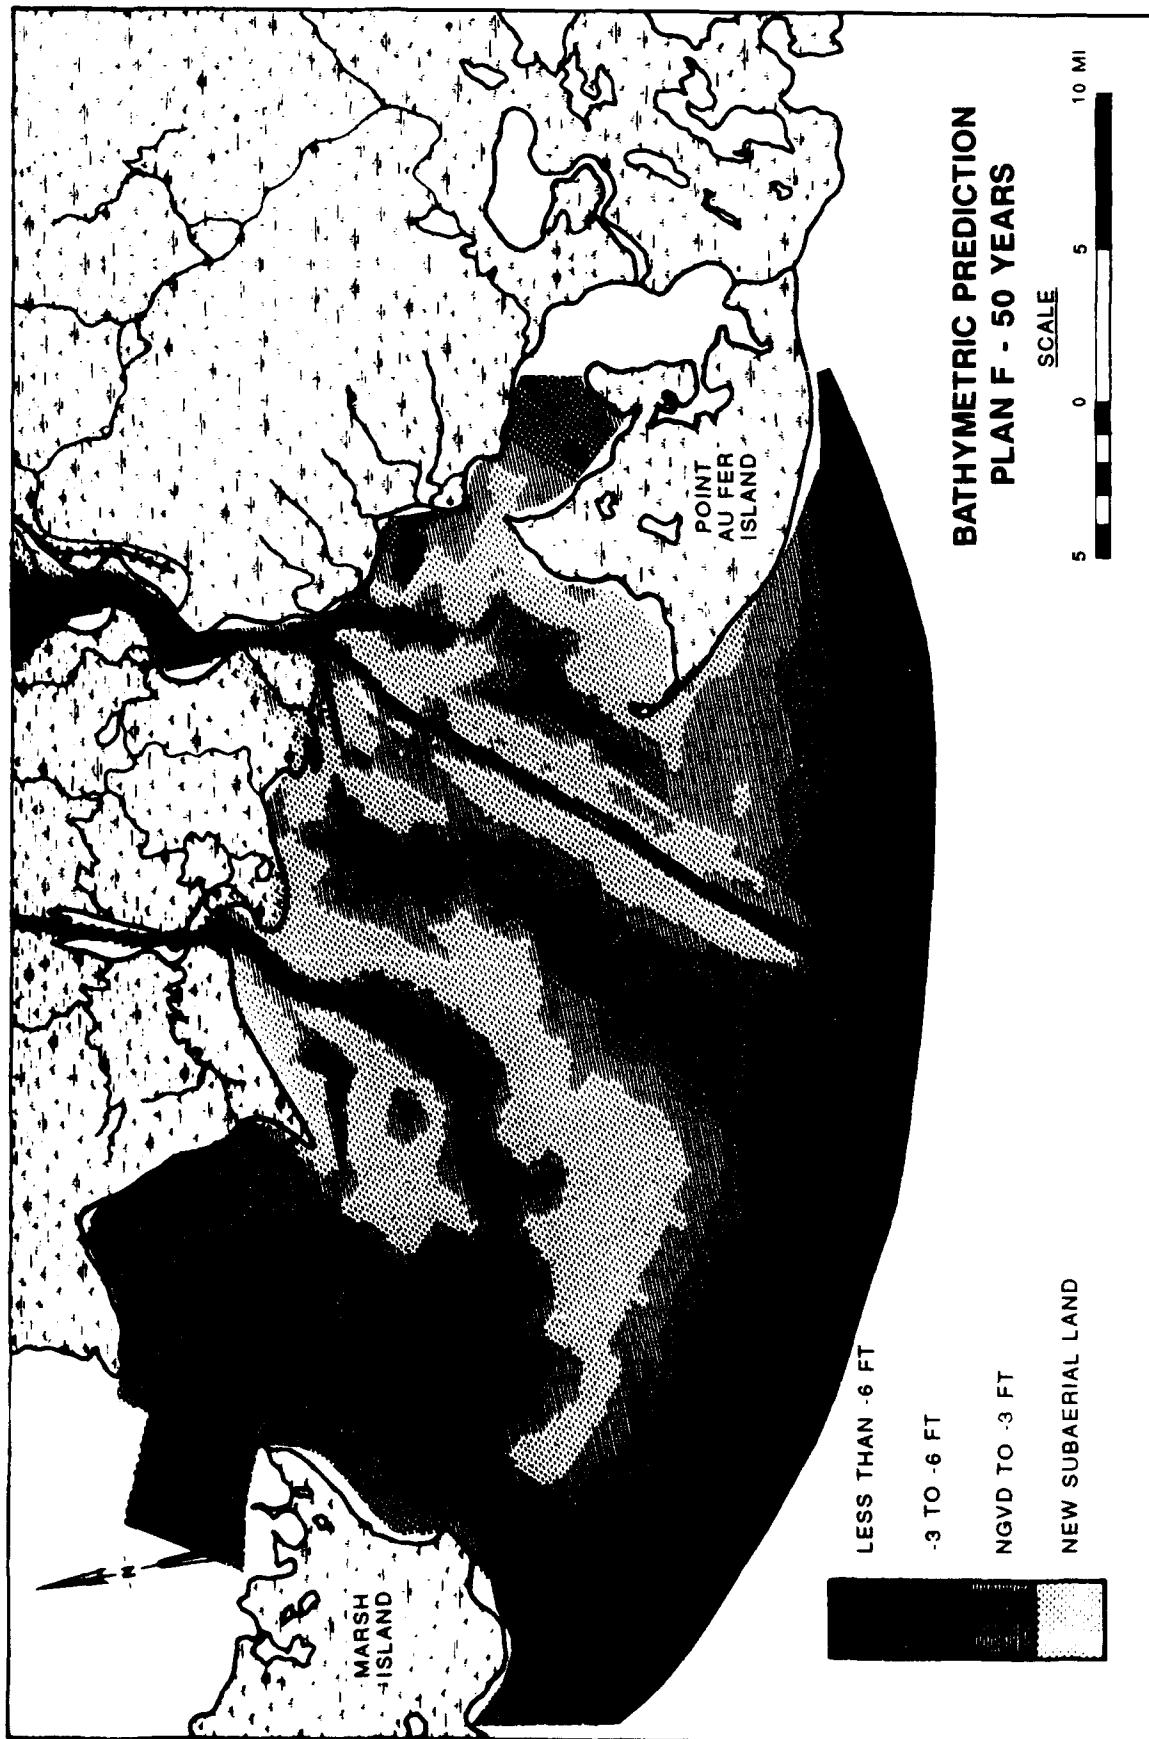 BATHYMETRIC PREDICTION
PLAN F - 50 YEARS
SCALE
5 0 5 10 MI
POINT
AU FER
ISLAND
MARSH
ISLAND
N
LESS THAN -6 FT
-3 TO -6 FT
NGVD TO -3 FT
NEW SUBAERIAL LAND